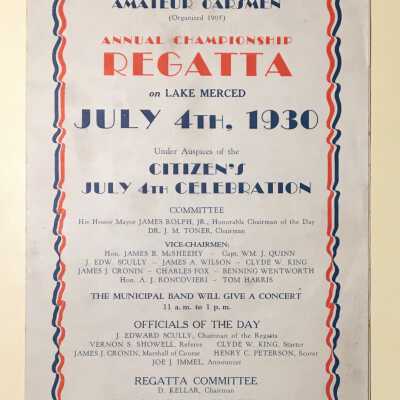 AMATEUR OARSMEN
(Organized 1905)
ANNUAL CHAMPIONSHIP
REGATTA
on LAKE MERCED
JULY 4TH, 1930
Under Auspices of the
CITIZEN'S
JULY 4TH CELEBRATION
COMMITTEE
His Honor Mayor JAMES ROLPH, JR., Honorable Chairman of the Day
DR. J. M. TONER, Chairman
VICE-CHAIRMEN:
Hon. JAMES B. McSHEEHY - Capt. WM. J. QUINN
J. EDW. SCULLY - JAMES A. WILSON - CLYDE W. KING
JAMES J. CRONIN - CHARLES FOX - BENNING WENTWORTH
Hon. A. J. RONCOVIERI - TOM HARRIS
THE MUNICIPAL BAND WILL GIVE A CONCERT
11 a. m. to 1 p. m.
OFFICIALS OF THE DAY
J. EDWARD SCULLY, Chairman of the Regatta
VERNON S. SHOWELL, Referee CLYDE W. KING, Starter
JAMES J. CRONIN, Marshall of Course HENRY C. PETERSON, Scorer
JOE J. IMMEL, Announcer
REGATTA COMMITTEE
D. KELLAR, Chairman